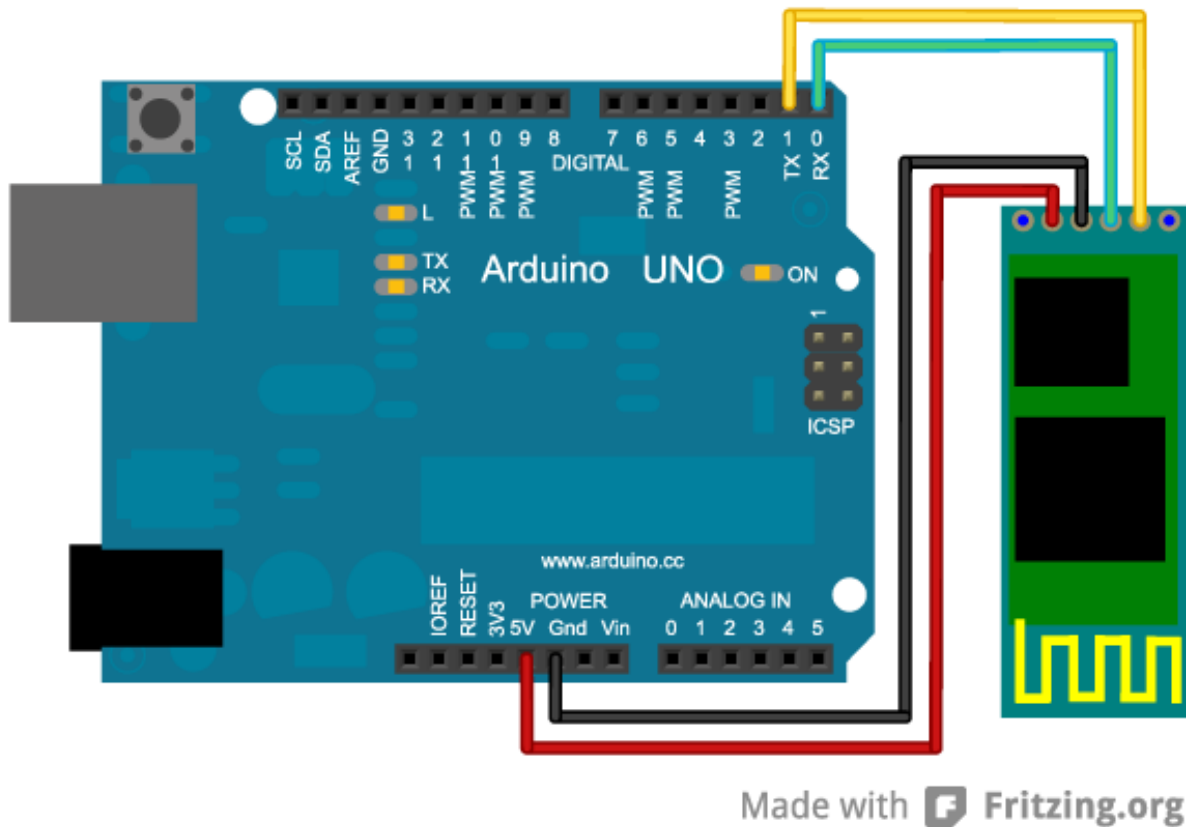 SCL SDA AREF GND 13 12 PWM 11 PWM 10 PWM 9 8 7 PWM 6 PWM 5 4 PWM 3 2 TX 1 RX 0
DIGITAL
L
TX
RX
Arduino UNO
ON
1
ICSP
www.arduino.cc
POWER
ANALOG IN
IOREF RESET 3V3 5V Gnd Vin 0 1 2 3 4 5
Made with Fritzing.org